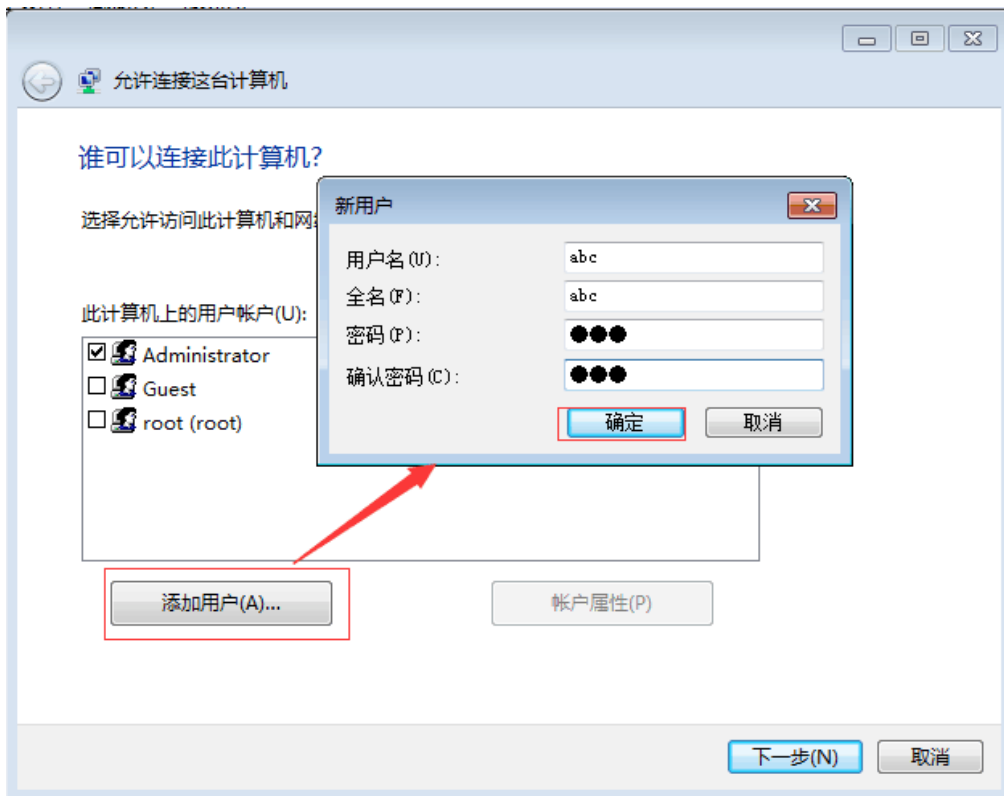 允许连接这台计算机
谁可以连接此计算机?
选择允许访问此计算机和网
此计算机上的用户帐户(U):
Administrator
Guest
root (root)
新用户
用户名(U): abc
全名(F): abc
密码(P): ●●●
确认密码(C): ●●●
确定 取消
添加用户(A)... 帐户属性(P)
下一步(N) 取消